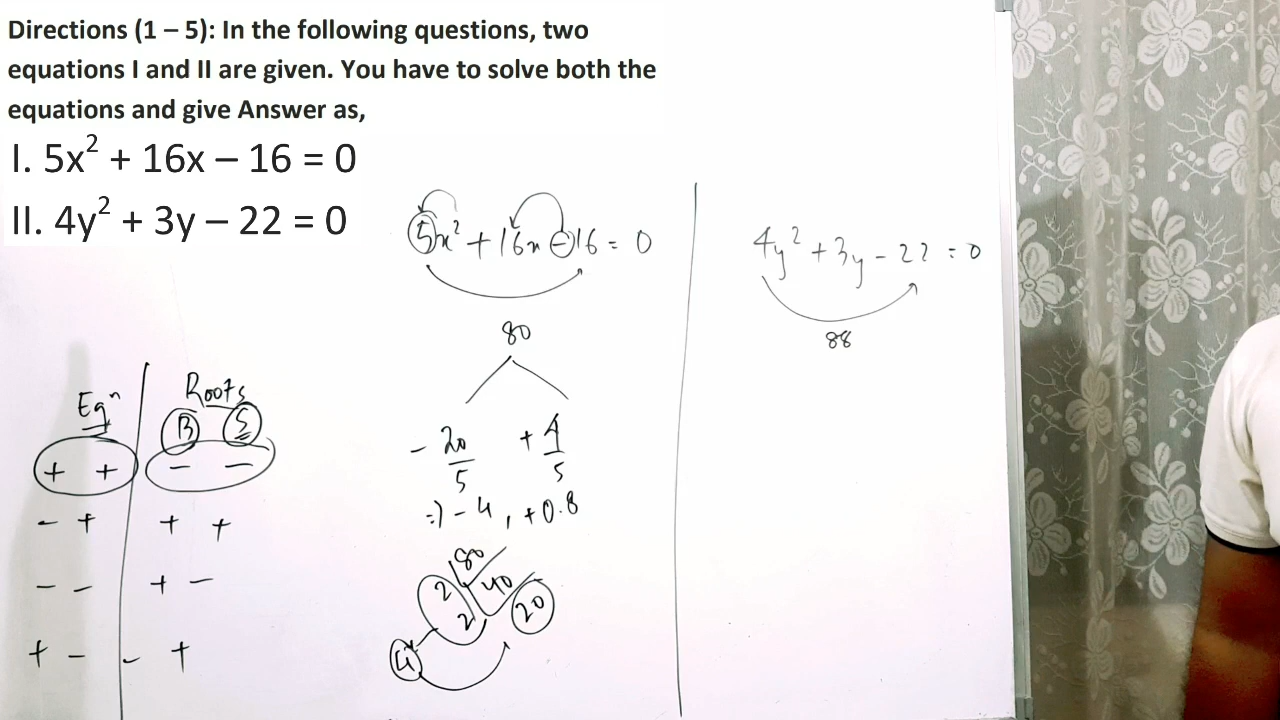 Directions (1 – 5): In the following questions, two
equations I and II are given. You have to solve both the
equations and give Answer as,
I. 5x² + 16x – 16 = 0
II. 4y² + 3y – 22 = 0
5x² + 16x - 16 = 0
80
- 20/5 + 4/5
⇒ - 4, + 0.8
2 | 80
2 | 40
20
4
4y² + 3y - 22 = 0
88
Eqⁿ Roots
B S
+ + - -
- + + +
- - + -
+ - - +